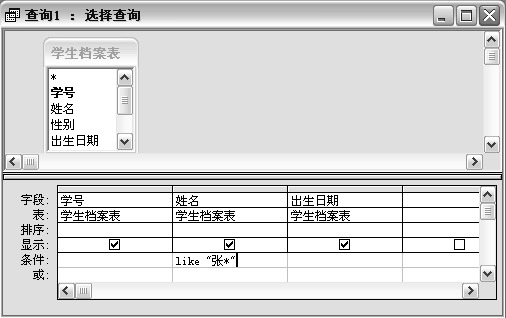 查询1 : 选择查询
学生档案表
*
学号
姓名
性别
出生日期
字段: 学号 姓名 出生日期
表: 学生档案表 学生档案表 学生档案表
排序:
显示:
条件: like "张*"
或: